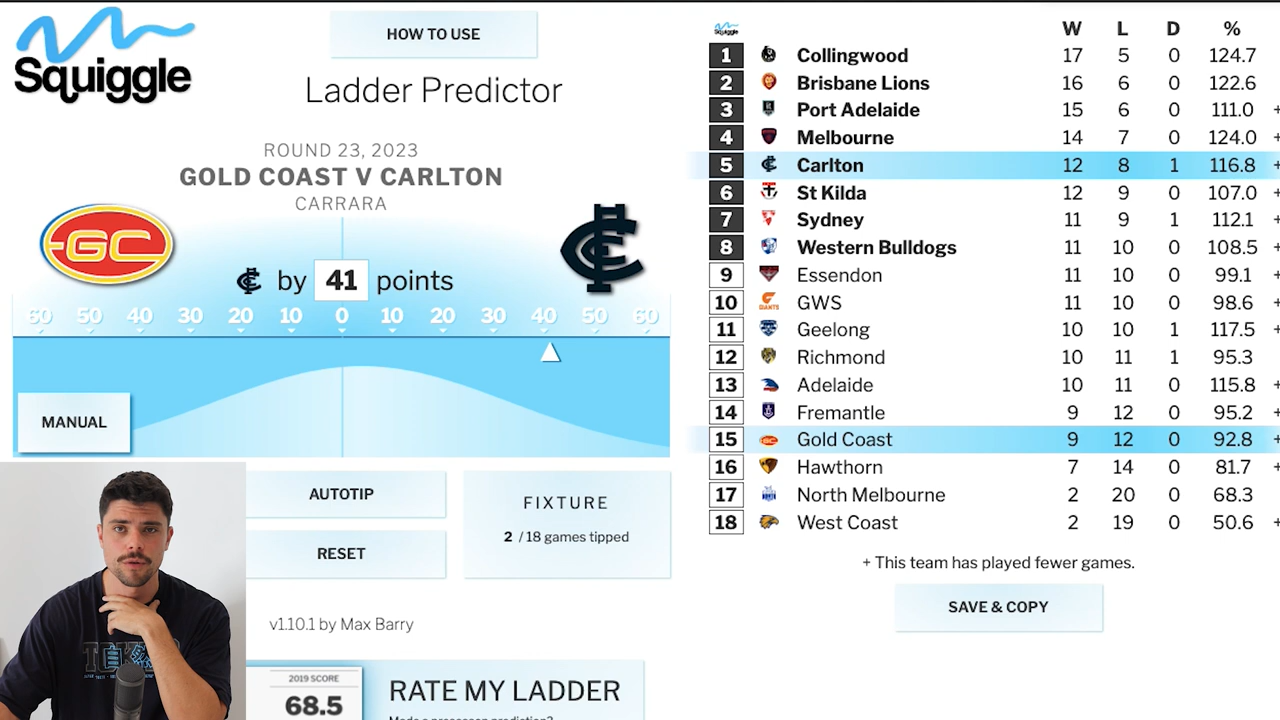 Squiggle
HOW TO USE
Ladder Predictor
ROUND 23, 2023
GOLD COAST V CARLTON
CARRARA
GC
by 41 points
60 50 40 30 20 10 0 10 20 30 40 50 60
MANUAL
AUTOTIP
RESET
FIXTURE
2 / 18 games tipped
v1.10.1 by Max Barry
2019 SCORE
68.5
RATE MY LADDER
Squiggle W L D %
1 Collingwood 17 5 0 124.7
2 Brisbane Lions 16 6 0 122.6
3 Port Adelaide 15 6 0 111.0 +
4 Melbourne 14 7 0 124.0 +
5 Carlton 12 8 1 116.8 +
6 St Kilda 12 9 0 107.0 +
7 Sydney 11 9 1 112.1 +
8 Western Bulldogs 11 10 0 108.5 +
9 Essendon 11 10 0 99.1 +
10 GWS 11 10 0 98.6 +
11 Geelong 10 10 1 117.5 +
12 Richmond 10 11 1 95.3
13 Adelaide 10 11 0 115.8 +
14 Fremantle 9 12 0 95.2 +
15 Gold Coast 9 12 0 92.8 +
16 Hawthorn 7 14 0 81.7 +
17 North Melbourne 2 20 0 68.3
18 West Coast 2 19 0 50.6 +
+ This team has played fewer games.
SAVE & COPY